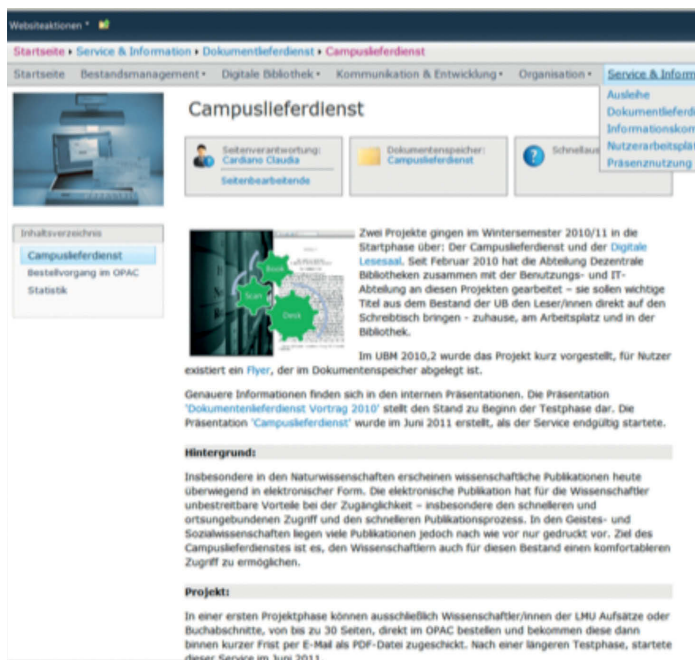 Websiteaktionen
Startseite › Service & Information › Dokumentlieferdienst › Campuslieferdienst
Startseite Bestandsmanagement Digitale Bibliothek Kommunikation & Entwicklung Organisation Service & Inform
Ausleihe
Dokumentlieferdi
Informationskom
Nutzerarbeitsplät
Präsenznutzung
Campuslieferdienst
Seitenverantwortung:
Cardiano Claudia
Seitenbearbeitende
Dokumentenspeicher:
Campuslieferdienst
Schnellaus
Inhaltsverzeichnis
Campuslieferdienst
Bestellvorgang im OPAC
Statistik
Book
Scan
Desk
Zwei Projekte gingen im Wintersemester 2010/11 in die
Startphase über: Der Campuslieferdienst und der Digitale
Lesesaal. Seit Februar 2010 hat die Abteilung Dezentrale
Bibliotheken zusammen mit der Benutzungs- und IT-
Abteilung an diesen Projekten gearbeitet – sie sollen wichtige
Titel aus dem Bestand der UB den Leser/innen direkt auf den
Schreibtisch bringen - zuhause, am Arbeitsplatz und in der
Bibliothek.
Im UBM 2010,2 wurde das Projekt kurz vorgestellt, für Nutzer
existiert ein Flyer, der im Dokumentenspeicher abgelegt ist.
Genauere Informationen finden sich in den internen Präsentationen. Die Präsentation
'Dokumentenlieferdienst Vortrag 2010' stellt den Stand zu Beginn der Testphase dar. Die
Präsentation 'Campuslieferdienst' wurde im Juni 2011 erstellt, als der Service endgültig startete.
Hintergrund:
Insbesondere in den Naturwissenschaften erscheinen wissenschaftliche Publikationen heute
überwiegend in elektronischer Form. Die elektronische Publikation hat für die Wissenschaftler
unbestreitbare Vorteile bei der Zugänglichkeit – insbesondere den schnelleren und
ortsungebundenen Zugriff und den schnelleren Publikationsprozess. In den Geistes- und
Sozialwissenschaften liegen viele Publikationen jedoch nach wie vor nur gedruckt vor. Ziel des
Campuslieferdienstes ist es, den Wissenschaftlern auch für diesen Bestand einen komfortableren
Zugriff zu ermöglichen.
Projekt:
In einer ersten Projektphase können ausschließlich Wissenschaftler/innen der LMU Aufsätze oder
Buchabschnitte, von bis zu 30 Seiten, direkt im OPAC bestellen und bekommen diese dann
binnen kurzer Frist per E-Mail als PDF-Datei zugeschickt. Nach einer längeren Testphase, startete
dieser Service im Juni 2011.